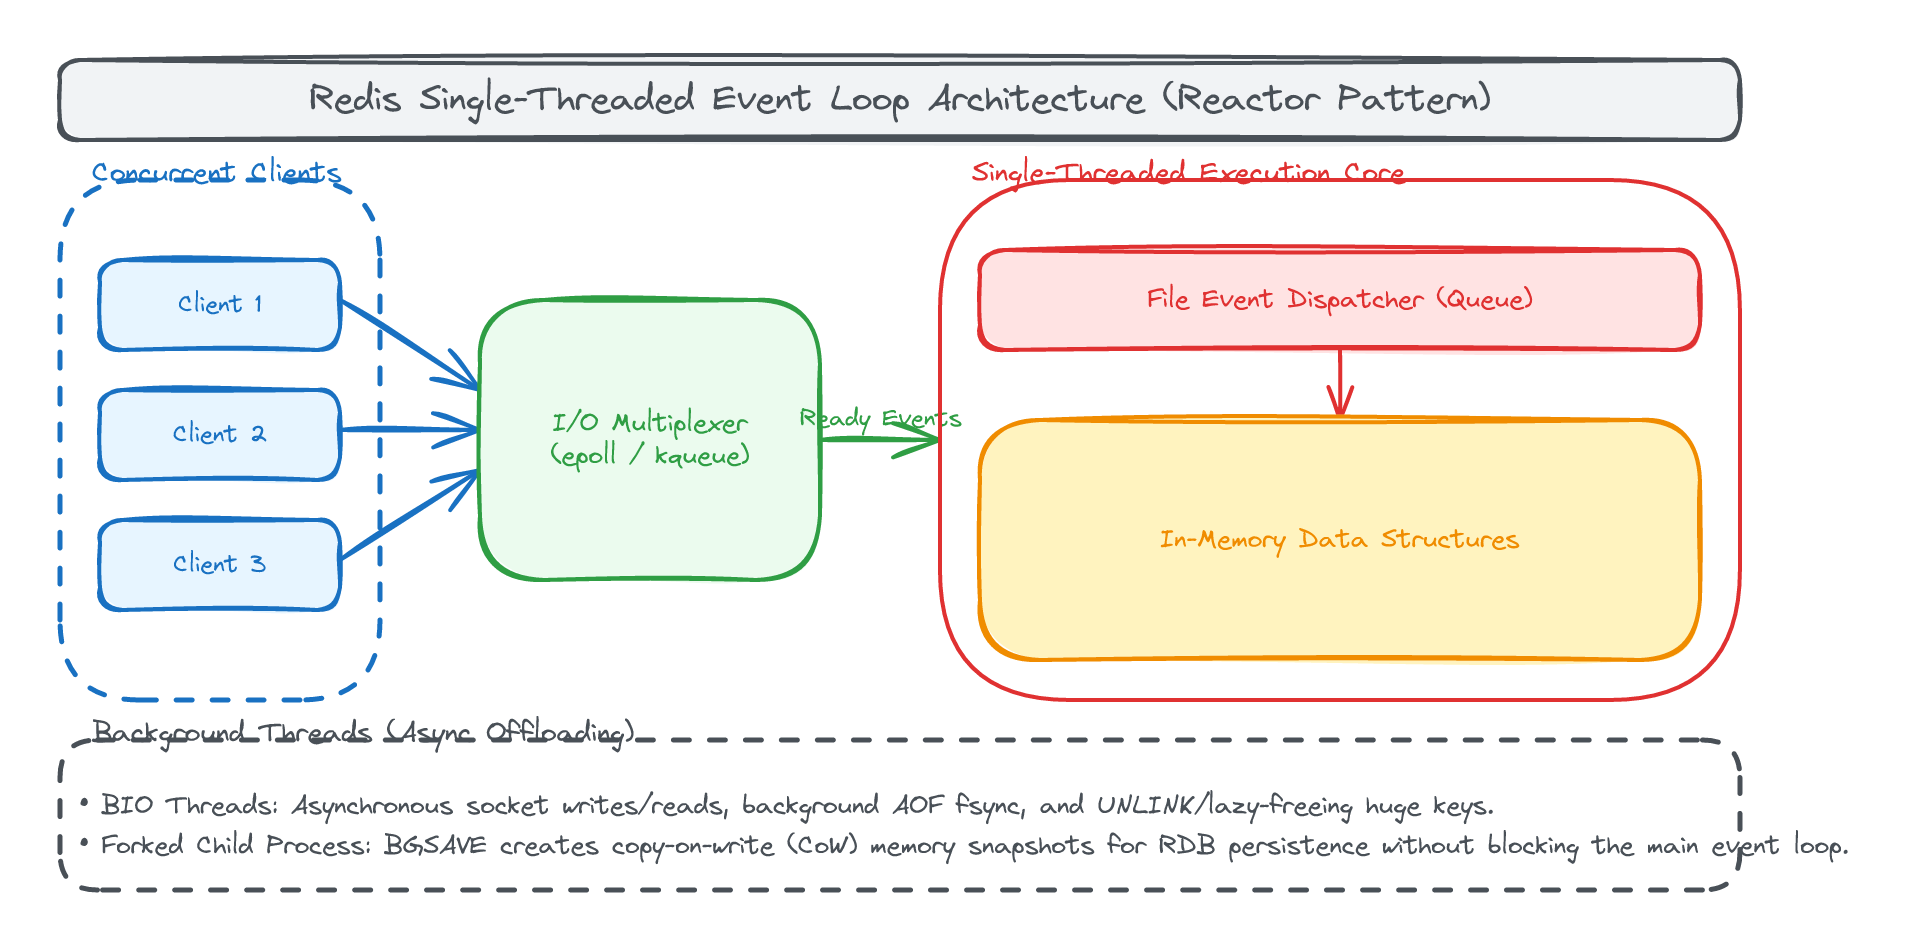 Redis Single-Threaded Event Loop Architecture (Reactor Pattern)
Concurrent Clients
Client 1
Client 2
Client 3
I/O Multiplexer
(epoll / kqueue)
Ready Events
Single-Threaded Execution Core
File Event Dispatcher (Queue)
In-Memory Data Structures
Background Threads (Async Offloading)
• BIO Threads: Asynchronous socket writes/reads, background AOF fsync, and UNLINK/lazy-freeing huge keys.
• Forked Child Process: BGSAVE creates copy-on-write (CoW) memory snapshots for RDB persistence without blocking the main event loop.